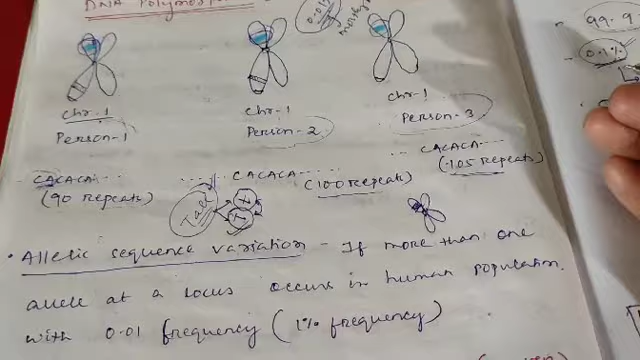 DNA Polymorp
0.01
99.9
0.1%
Chr-1
Person-1
Chr-1
Person-2
Chr-1
Person-3
CACACA...
(90 Repeats)
...... CACACA.....
(100 Repeats)
... CACACA...
(105 Repeats)
• Allelic sequence variation - If more than one
allele at a locus occurs in human population
with 0.01 frequency (1% frequency)